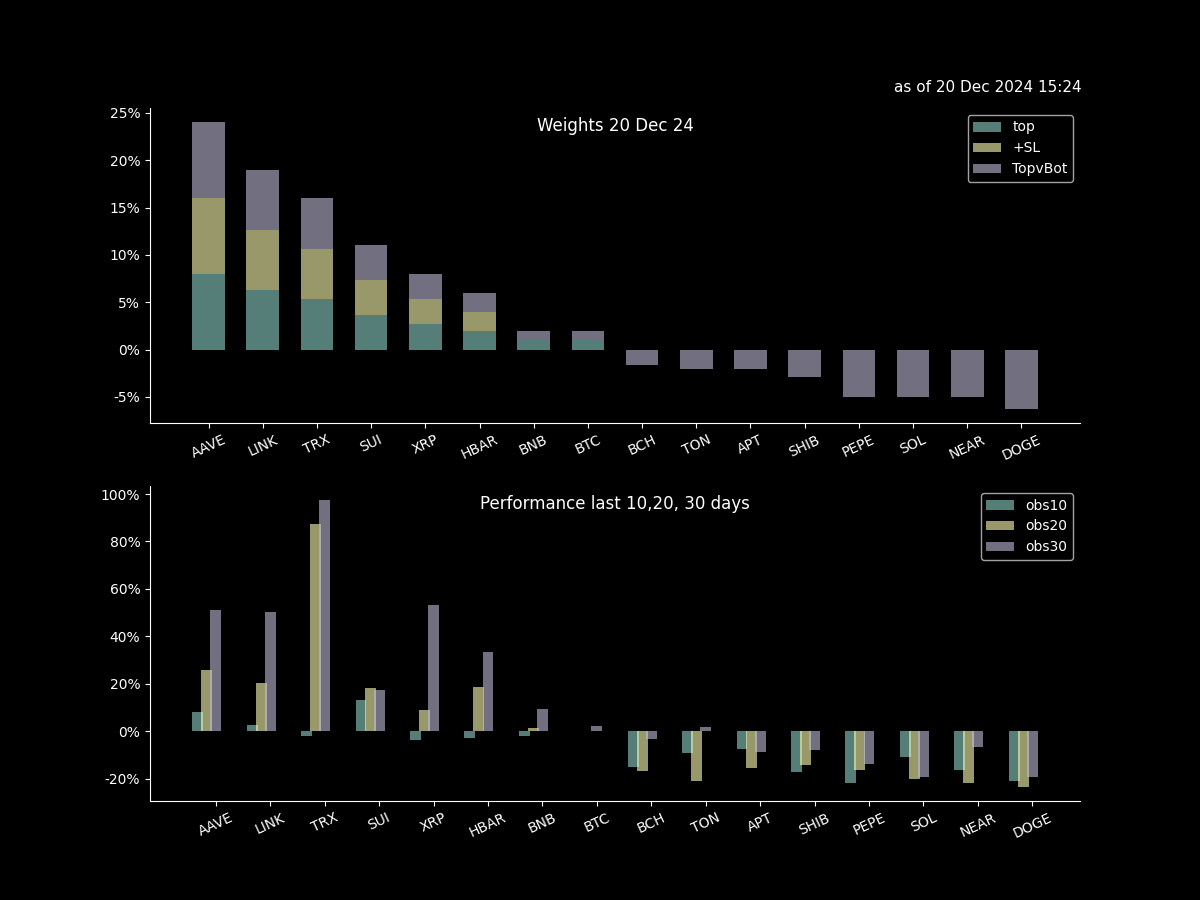 as of 20 Dec 2024 15:24
Weights 20 Dec 24
top
+SL
TopvBot
25%
20%
15%
10%
5%
0%
-5%
AAVE LINK TRX SUI XRP HBAR BNB BTC BCH TON APT SHIB PEPE SOL NEAR DOGE
Performance last 10,20, 30 days
obs10
obs20
obs30
100%
80%
60%
40%
20%
0%
-20%
AAVE LINK TRX SUI XRP HBAR BNB BTC BCH TON APT SHIB PEPE SOL NEAR DOGE